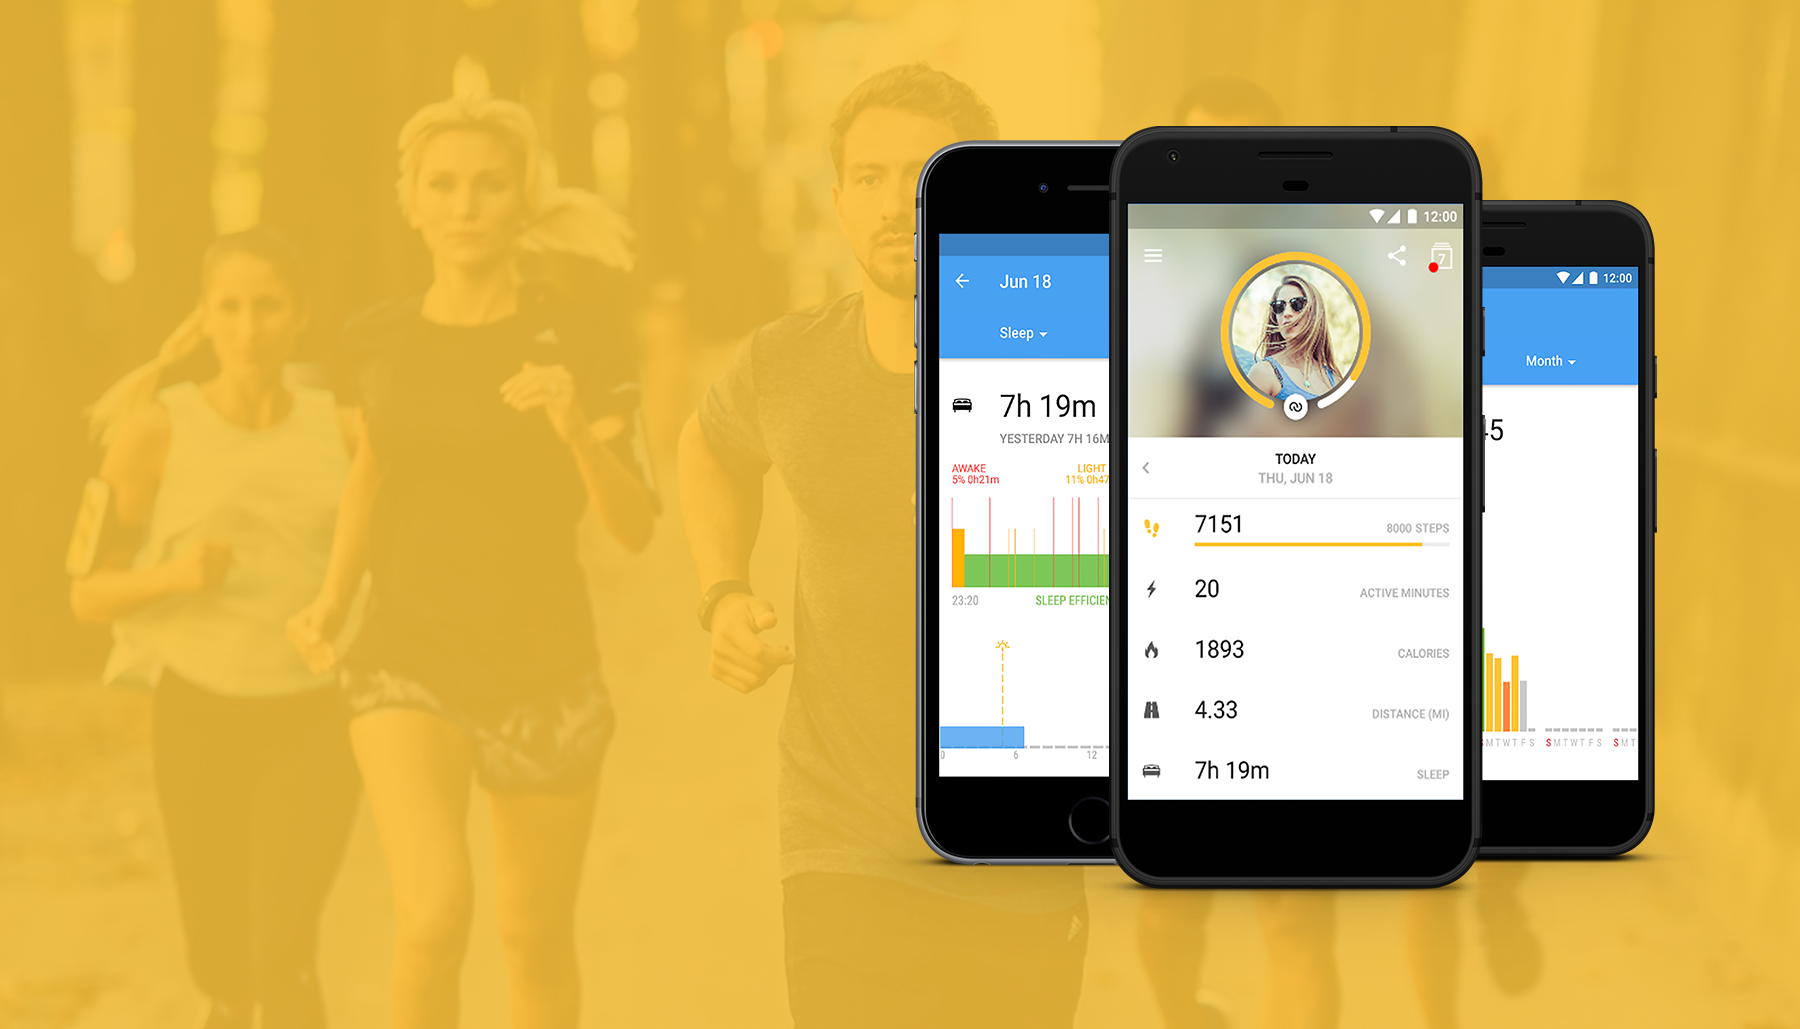 Jun 18
Sleep
7h 19m
YESTERDAY 7H 16M
AWAKE
5% 0h21m
LIGHT
11% 0h47
23:20
SLEEP EFFICIEN
0 6 12
12:00
7
TODAY
THU, JUN 18
7151
8000 STEPS
20
ACTIVE MINUTES
1893
CALORIES
4.33
DISTANCE (MI)
7h 19m
SLEEP
12:00
Month
45
S M T W T F S S M T W T F S S M T